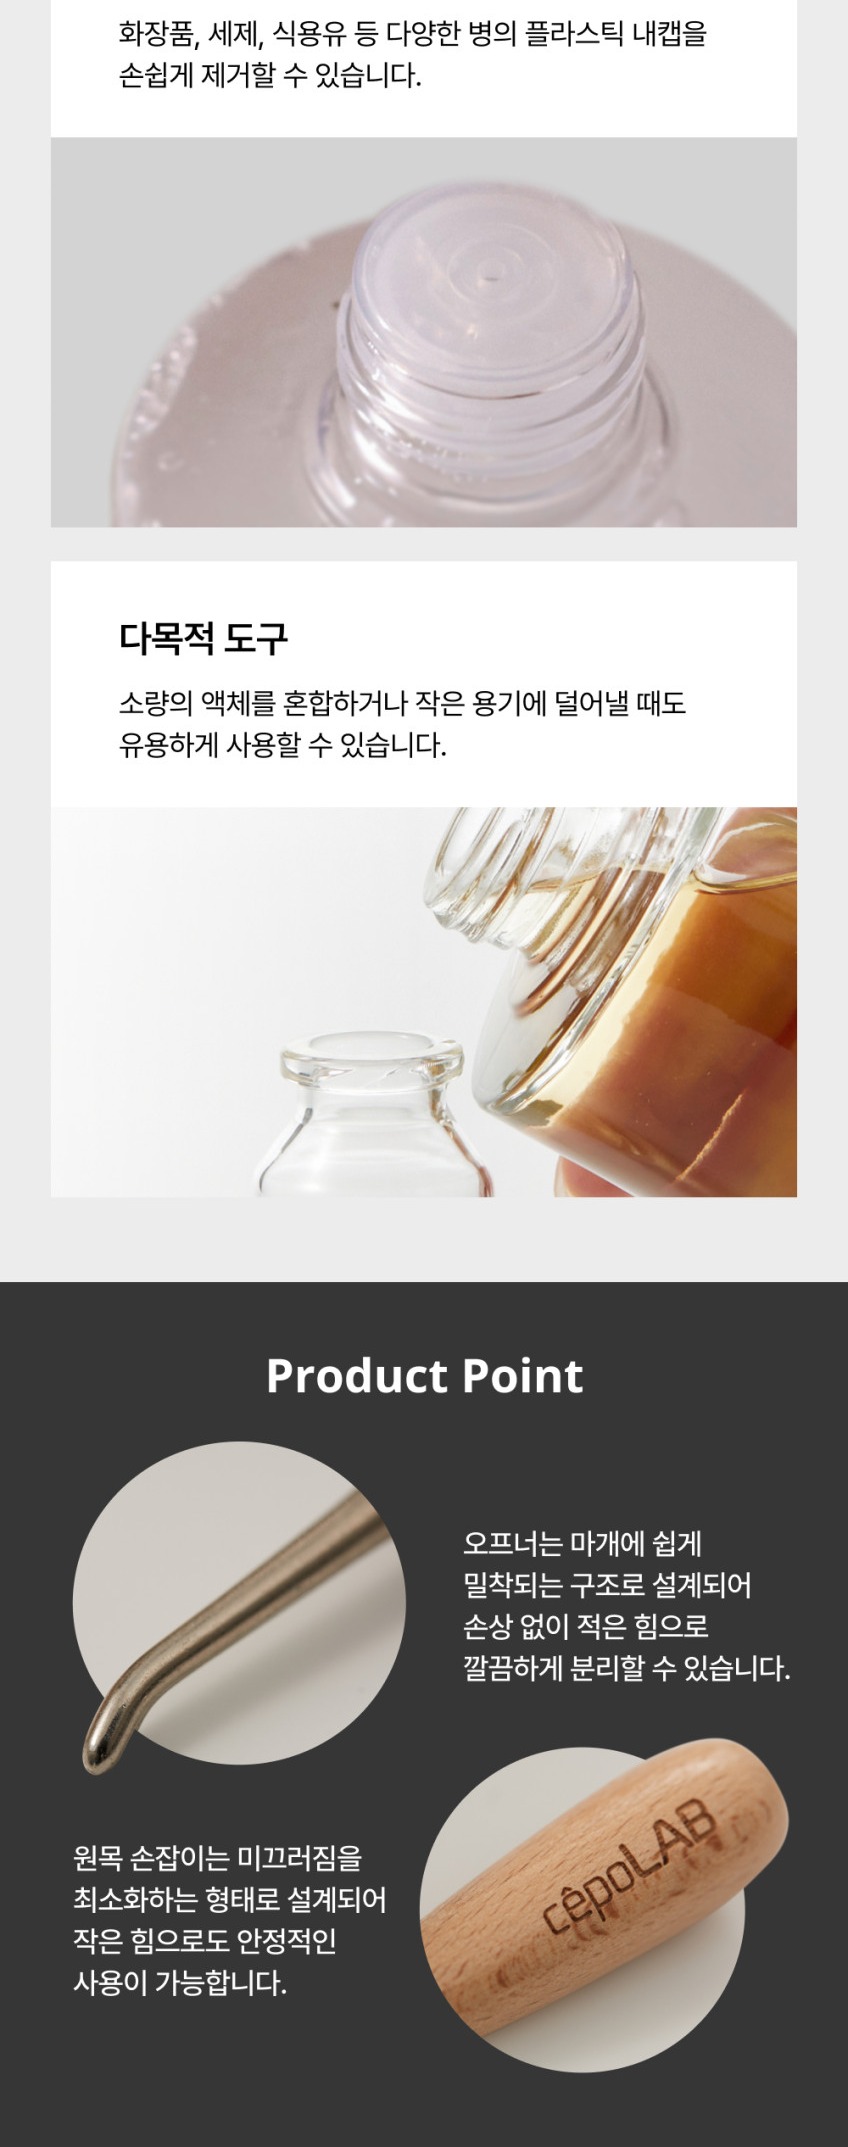 화장품, 세제, 식용유 등 다양한 병의 플라스틱 내캡을
손쉽게 제거할 수 있습니다.
다목적 도구
소량의 액체를 혼합하거나 작은 용기에 덜어낼 때도
유용하게 사용할 수 있습니다.
Product Point
오프너는 마개에 쉽게
밀착되는 구조로 설계되어
손상 없이 적은 힘으로
깔끔하게 분리할 수 있습니다.
cêpoLAB
원목 손잡이는 미끄러짐을
최소화하는 형태로 설계되어
작은 힘으로도 안정적인
사용이 가능합니다.